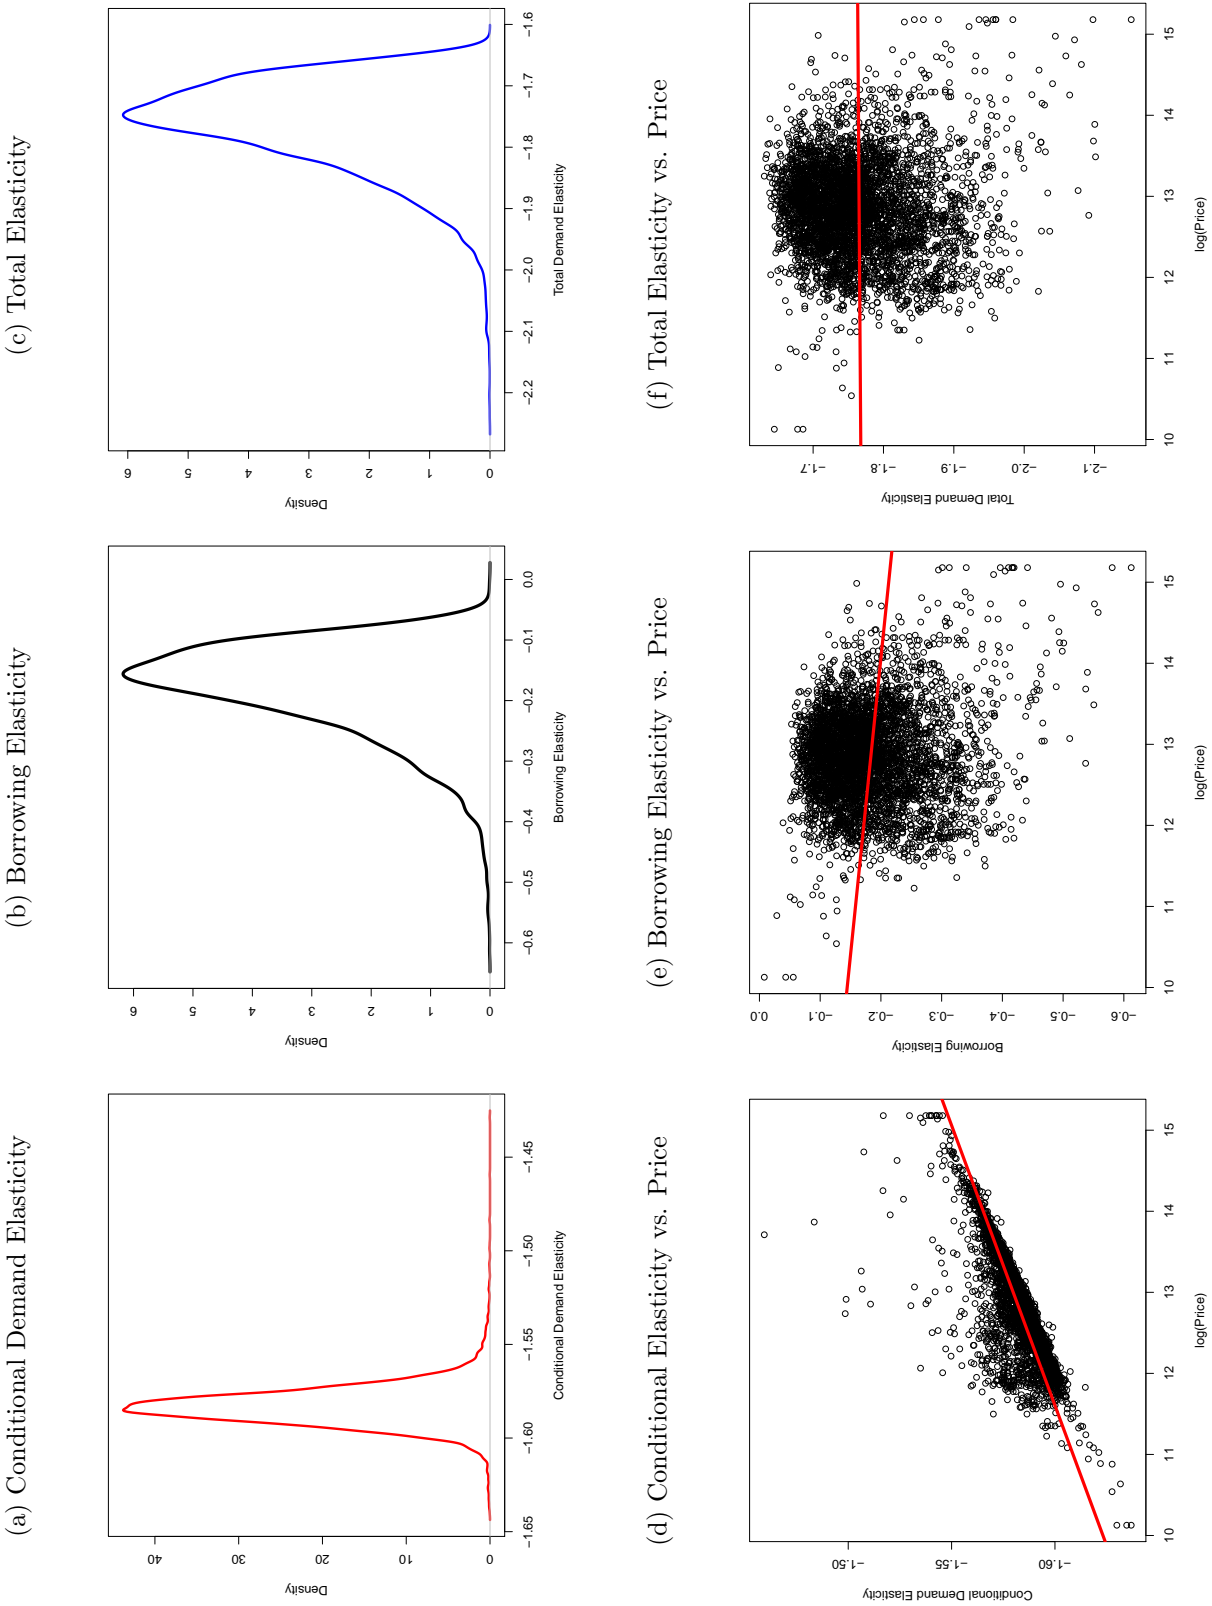 (a) Conditional Demand Elasticity
Density
0 10 20 30 40
−1.65 −1.60 −1.55 −1.50 −1.45
Conditional Demand Elasticity
(b) Borrowing Elasticity
Density
0 1 2 3 4 5 6
−0.6 −0.5 −0.4 −0.3 −0.2 −0.1 0.0
Borrowing Elasticity
(c) Total Elasticity
Density
0 1 2 3 4 5 6
−2.2 −2.1 −2.0 −1.9 −1.8 −1.7 −1.6
Total Demand Elasticity
(d) Conditional Elasticity vs. Price
Conditional Demand Elasticity
−1.60 −1.55 −1.50
10 11 12 13 14 15
log(Price)
(e) Borrowing Elasticity vs. Price
Borrowing Elasticity
−0.6 −0.5 −0.4 −0.3 −0.2 −0.1 0.0
10 11 12 13 14 15
log(Price)
(f) Total Elasticity vs. Price
Total Demand Elasticity
−2.1 −2.0 −1.9 −1.8 −1.7
10 11 12 13 14 15
log(Price)